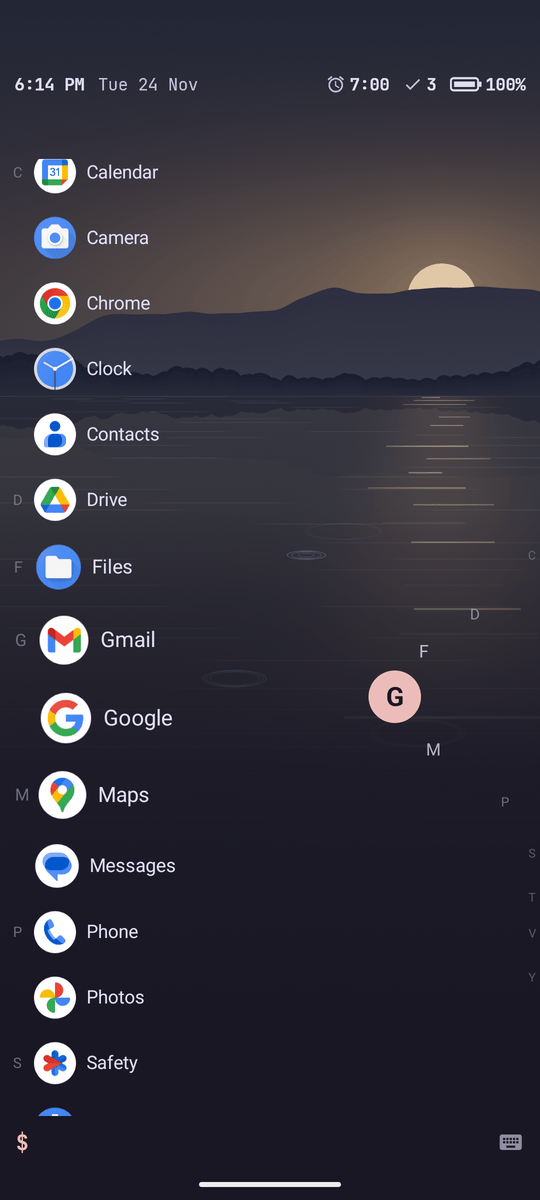 6:14 PM Tue 24 Nov 7:00 3 100%
C 31 Calendar
Camera
Chrome
Clock
Contacts
D Drive
F Files
C
D
G Gmail
F
G
Google
M
M Maps
P
Messages
S
T
P Phone
V
Y
Photos
S Safety
$